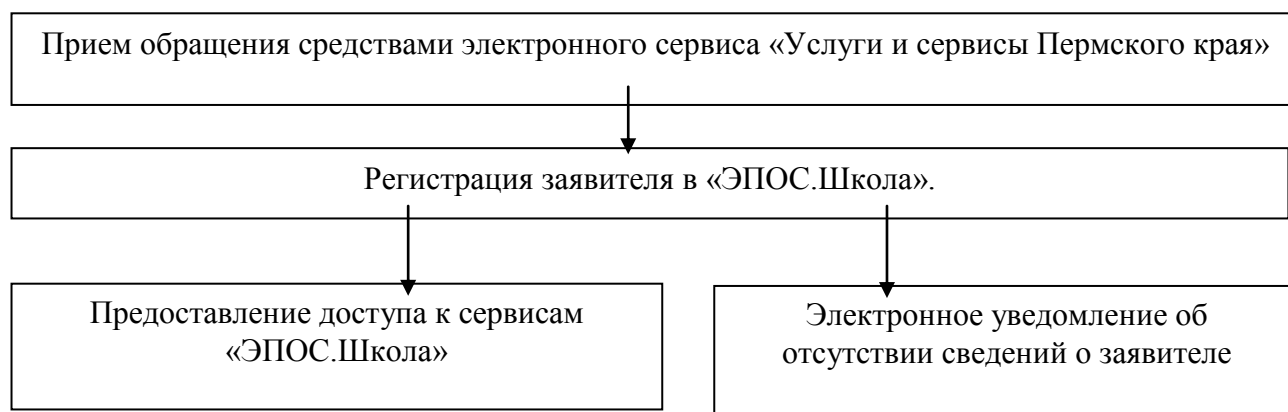 Прием обращения средствами электронного сервиса «Услуги и сервисы Пермского края»
Регистрация заявителя в «ЭПОС.Школа».
Предоставление доступа к сервисам
«ЭПОС.Школа»
Электронное уведомление об
отсутствии сведений о заявителе